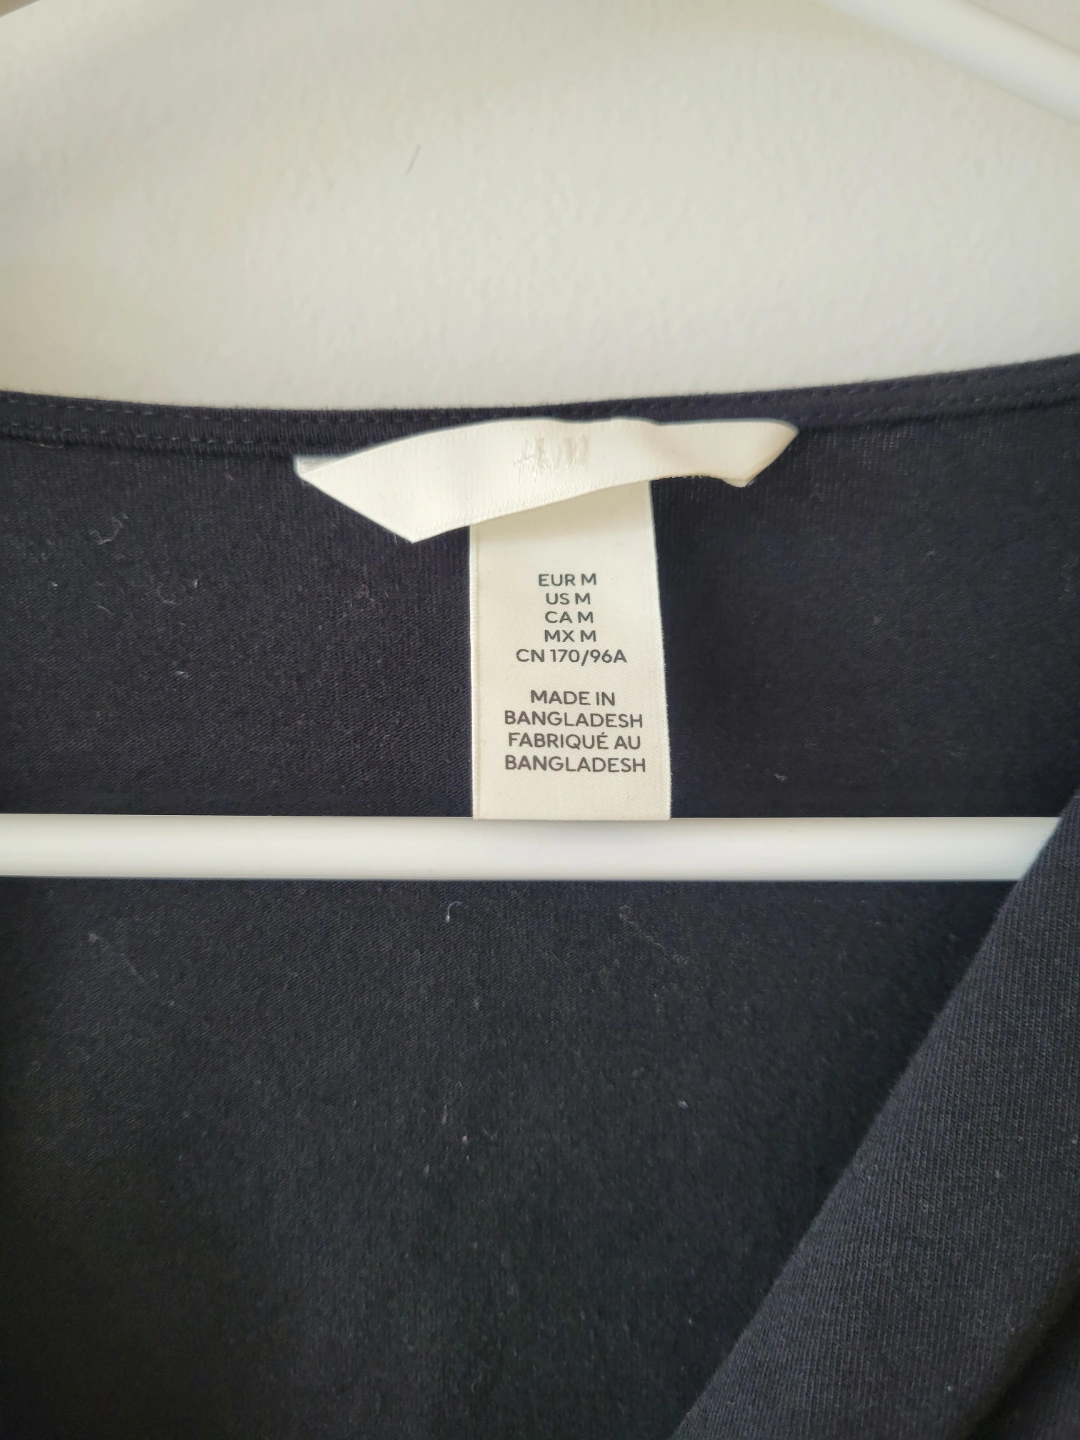 H&M
EUR M
US M
CA M
MX M
CN 170/96A
MADE IN
BANGLADESH
FABRIQUÉ AU
BANGLADESH